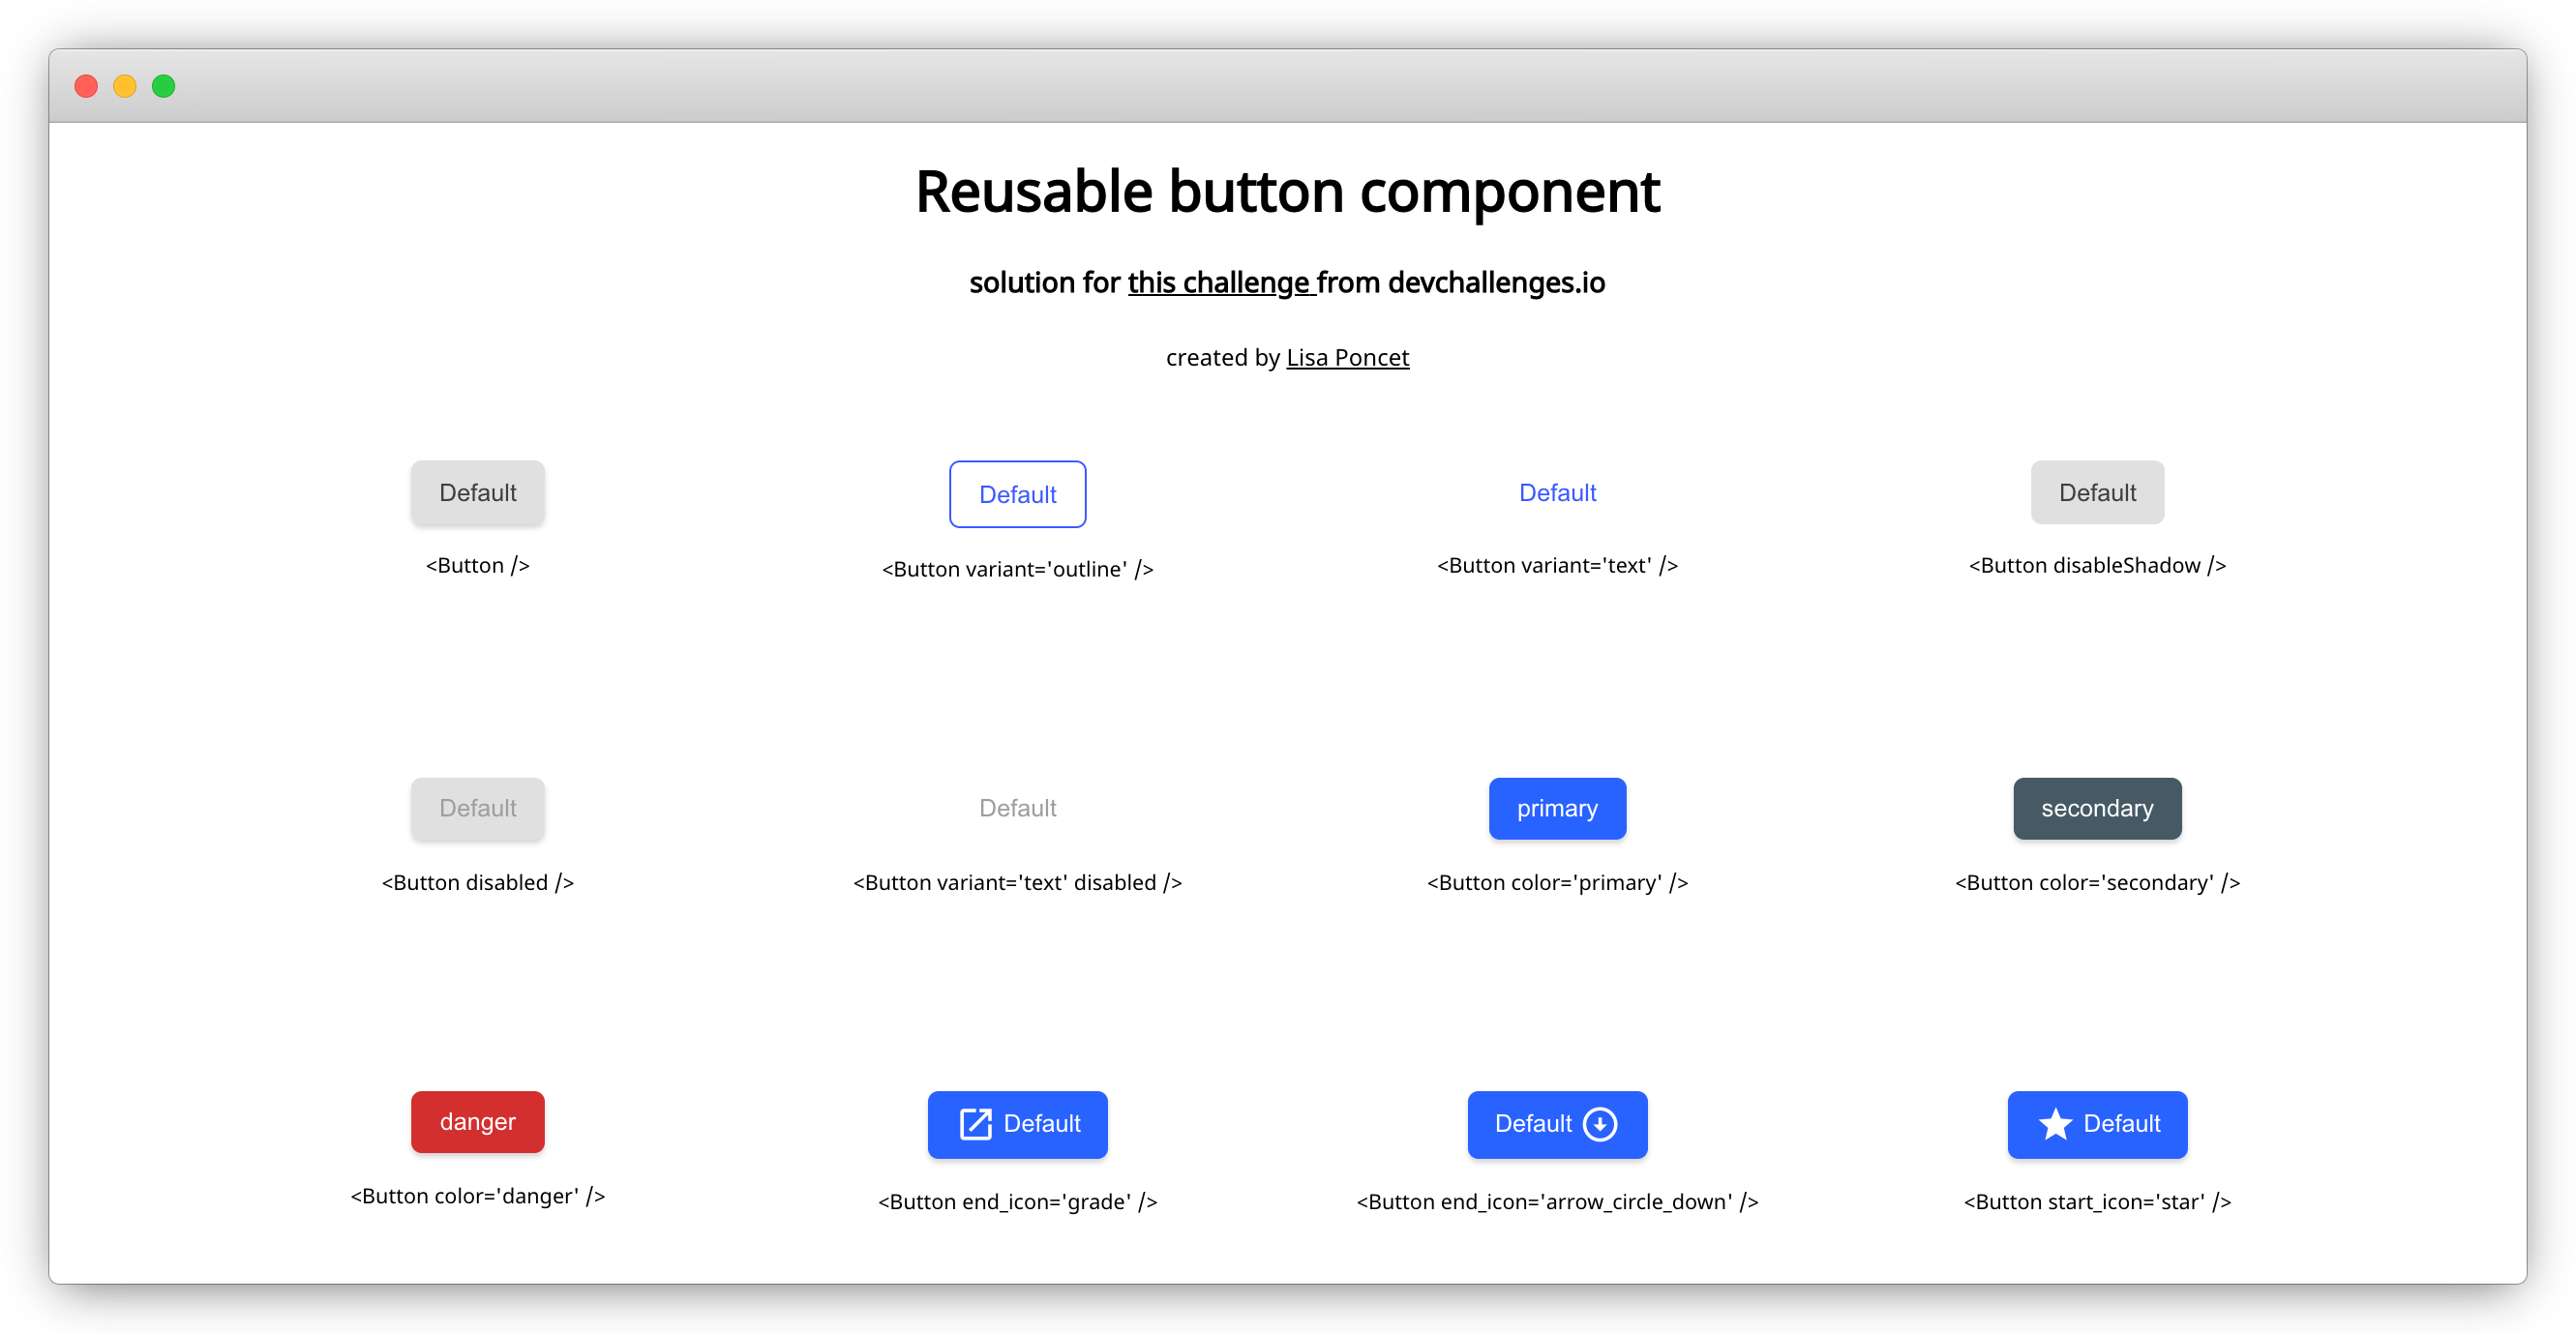 Reusable button component
solution for this challenge from devchallenges.io
created by Lisa Poncet
Default
Default
Default
Default
<Button />
<Button variant='outline' />
<Button variant='text' />
<Button disableShadow />
Default
Default
primary
secondary
<Button disabled />
<Button variant='text' disabled />
<Button color='primary' />
<Button color='secondary' />
danger
Default
Default
Default
<Button color='danger' />
<Button end_icon='grade' />
<Button end_icon='arrow_circle_down' />
<Button start_icon='star' />